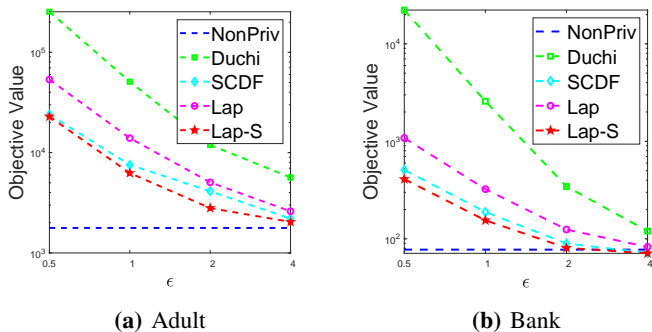 NonPriv
Duchi
SCDF
Lap
Lap-S
Objective Value
10^5
10^4
10^3
0.5 1 2 4
ϵ
(a) Adult
NonPriv
Duchi
SCDF
Lap
Lap-S
Objective Value
10^4
10^3
10^2
0.5 1 2 4
ϵ
(b) Bank